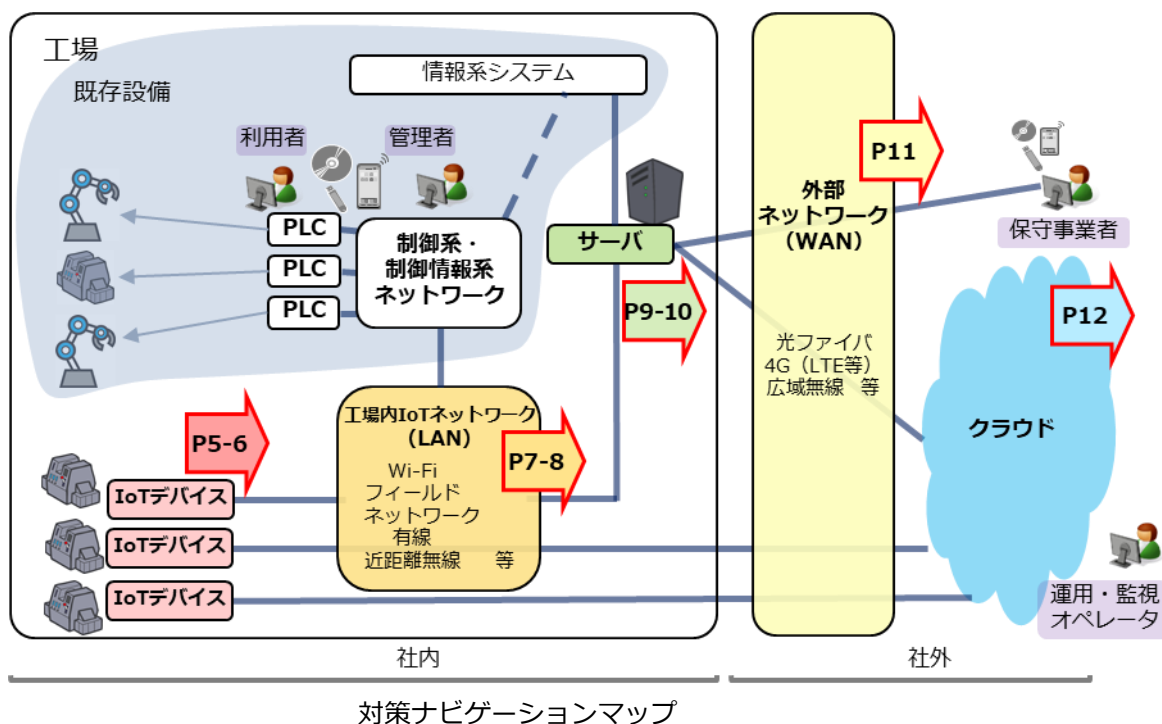 工場
既存設備
情報系システム
利用者
管理者
PLC
PLC
PLC
制御系・
制御情報系
ネットワーク
サーバ
P9-10
外部
ネットワーク
(WAN)
光ファイバ
4G（LTE等）
広域無線　等
P11
保守事業者
P12
クラウド
P5-6
工場内IoTネットワーク
(LAN)
Wi-Fi
フィールド
ネットワーク
有線
近距離無線　等
P7-8
IoTデバイス
IoTデバイス
IoTデバイス
運用・監視
オペレータ
社内
社外
対策ナビゲーションマップ